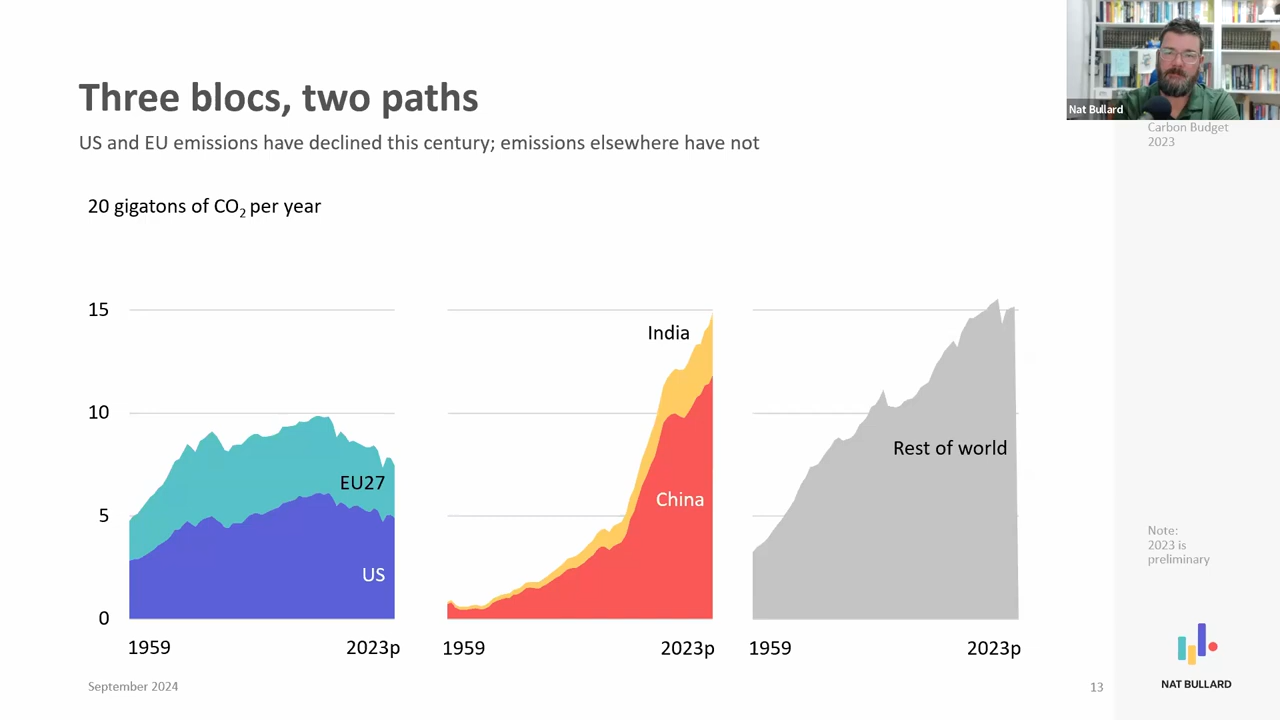 Three blocs, two paths
US and EU emissions have declined this century; emissions elsewhere have not
Nat Bullard
Carbon Budget
2023
20 gigatons of CO₂ per year
15
10
5
0
EU27
US
India
China
Rest of world
1959
2023p
1959
2023p
1959
2023p
Note:
2023 is
preliminary
NAT BULLARD
September 2024
13